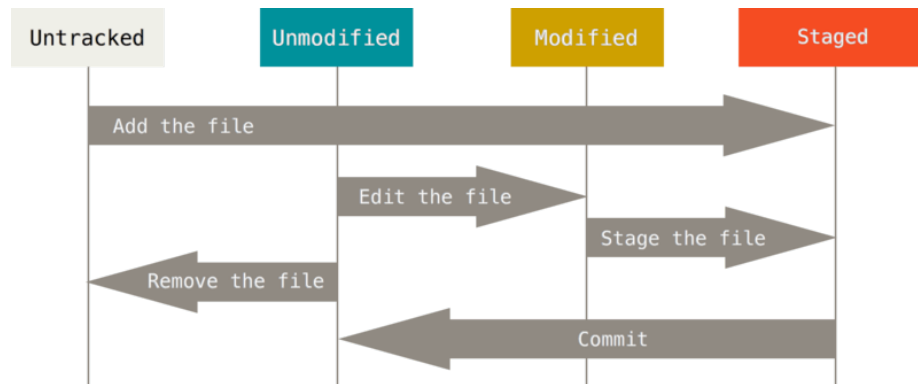 Untracked
Unmodified
Modified
Staged
Add the file
Edit the file
Stage the file
Remove the file
Commit